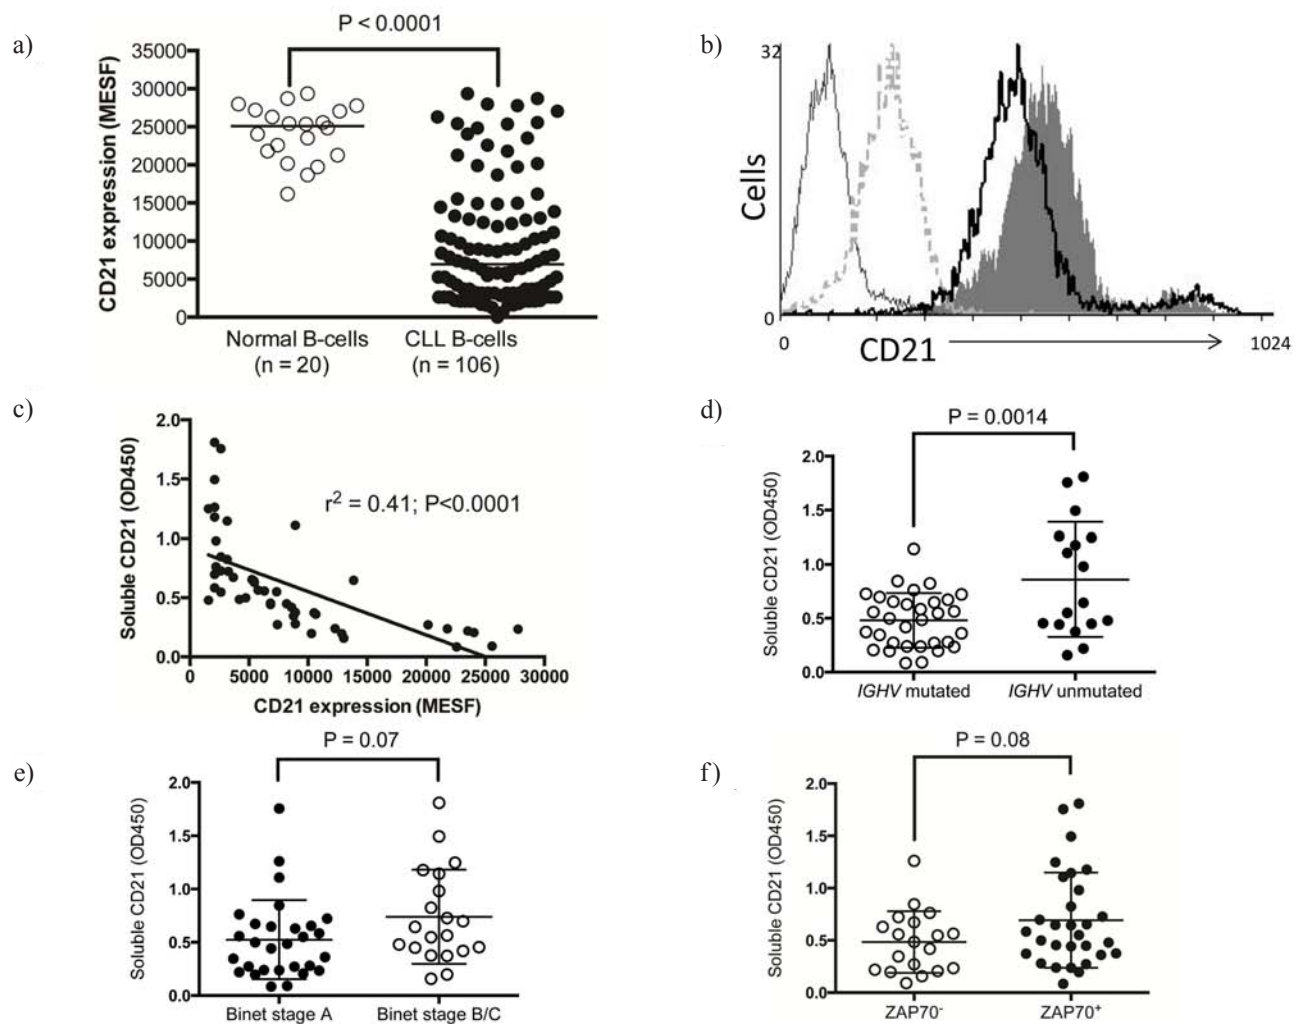 a)
P < 0.0001
CD21 expression (MESF)
35000
30000
25000
20000
15000
10000
5000
0
Normal B-cells
(n = 20)
CLL B-cells
(n = 106)
b)
32
Cells
0
0
CD21
1024
c)
Soluble CD21 (OD450)
2.0
1.5
1.0
0.5
0.0
r² = 0.41; P<0.0001
0 5000 10000 15000 20000 25000 30000
CD21 expression (MESF)
d)
P = 0.0014
Soluble CD21 (OD450)
2.0
1.5
1.0
0.5
0.0
IGHV mutated IGHV unmutated
e)
P = 0.07
Soluble CD21 (OD450)
2.0
1.5
1.0
0.5
0.0
Binet stage A Binet stage B/C
f)
P = 0.08
Soluble CD21 (OD450)
2.0
1.5
1.0
0.5
0.0
ZAP70⁻ ZAP70⁺